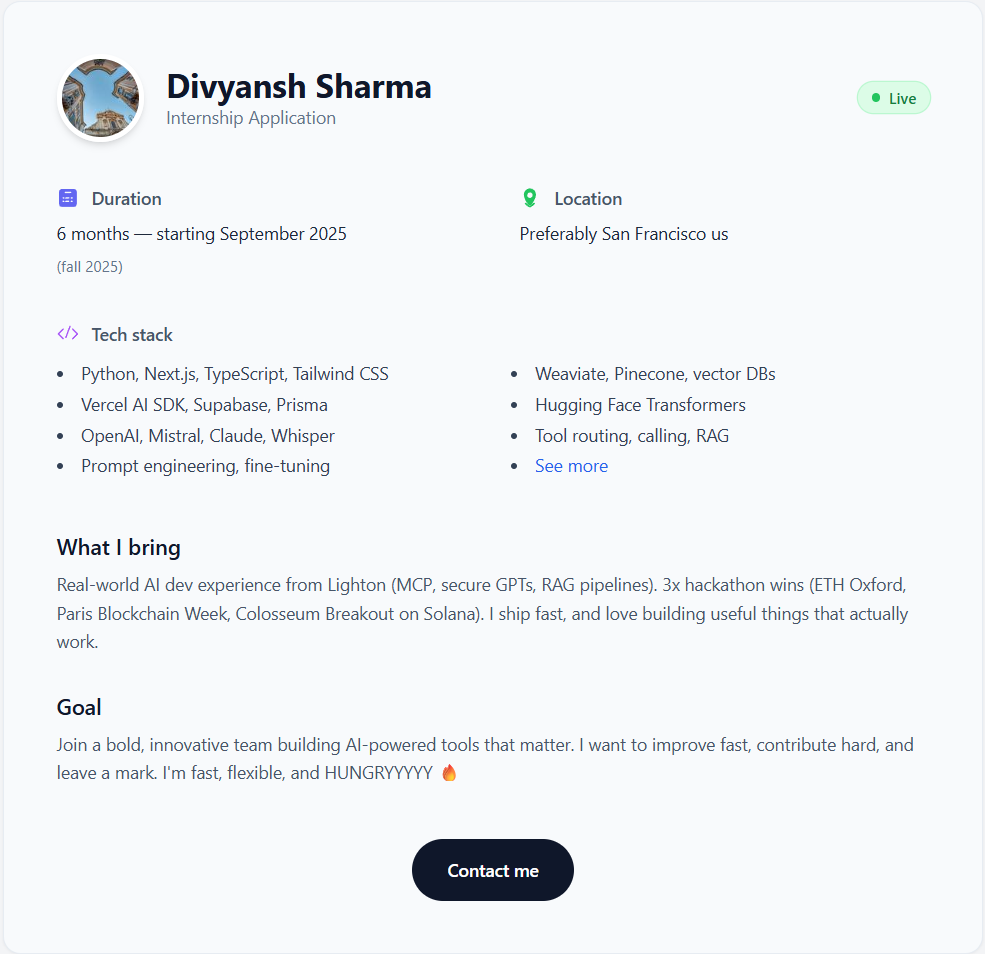 Divyansh Sharma
Internship Application
Live
Duration
6 months — starting September 2025
(fall 2025)
Location
Preferably San Francisco us
Tech stack
• Python, Next.js, TypeScript, Tailwind CSS
• Vercel AI SDK, Supabase, Prisma
• OpenAI, Mistral, Claude, Whisper
• Prompt engineering, fine-tuning
• Weaviate, Pinecone, vector DBs
• Hugging Face Transformers
• Tool routing, calling, RAG
• See more
What I bring
Real-world AI dev experience from Lighton (MCP, secure GPTs, RAG pipelines). 3x hackathon wins (ETH Oxford,
Paris Blockchain Week, Colosseum Breakout on Solana). I ship fast, and love building useful things that actually
work.
Goal
Join a bold, innovative team building AI-powered tools that matter. I want to improve fast, contribute hard, and
leave a mark. I'm fast, flexible, and HUNGRYYYYY 🔥
Contact me